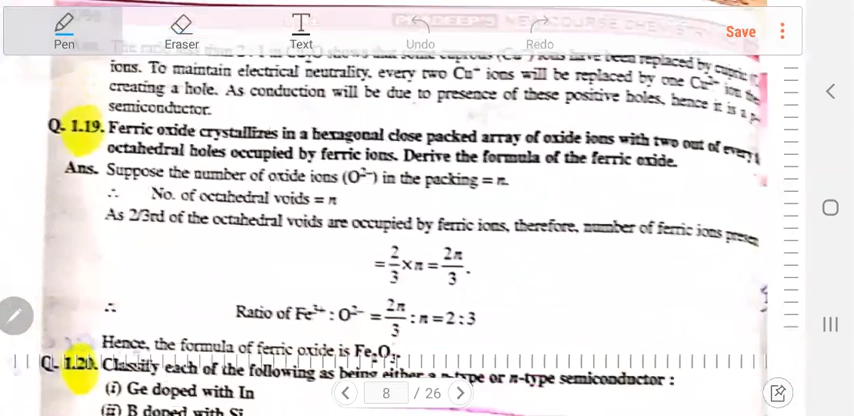 Pen
Eraser
Text
Undo
Redo
Save
ions. To maintain electrical neutrality, every two Cu⁺ ions will be replaced by one Cu²⁺ ion
creating a hole. As conduction will be due to presence of these positive holes, hence it is a
semiconductor.
Q. 1.19. Ferric oxide crystallizes in a hexagonal close packed array of oxide ions with two out of every
octahedral holes occupied by ferric ions. Derive the formula of the ferric oxide.
Ans. Suppose the number of oxide ions (O²⁻) in the packing = n.
∴ No. of octahedral voids = n
As 2/3rd of the octahedral voids are occupied by ferric ions, therefore, number of ferric ions
= 2/3 × n = 2n/3.
∴ Ratio of Fe³⁺ : O²⁻ = 2n/3 : n = 2 : 3
Hence, the formula of ferric oxide is Fe₂O₃.
Q. 1.20. Classify each of the following as being either a p-type or n-type semiconductor :
(i) Ge doped with In
(ii) B doped with Si
8 / 26